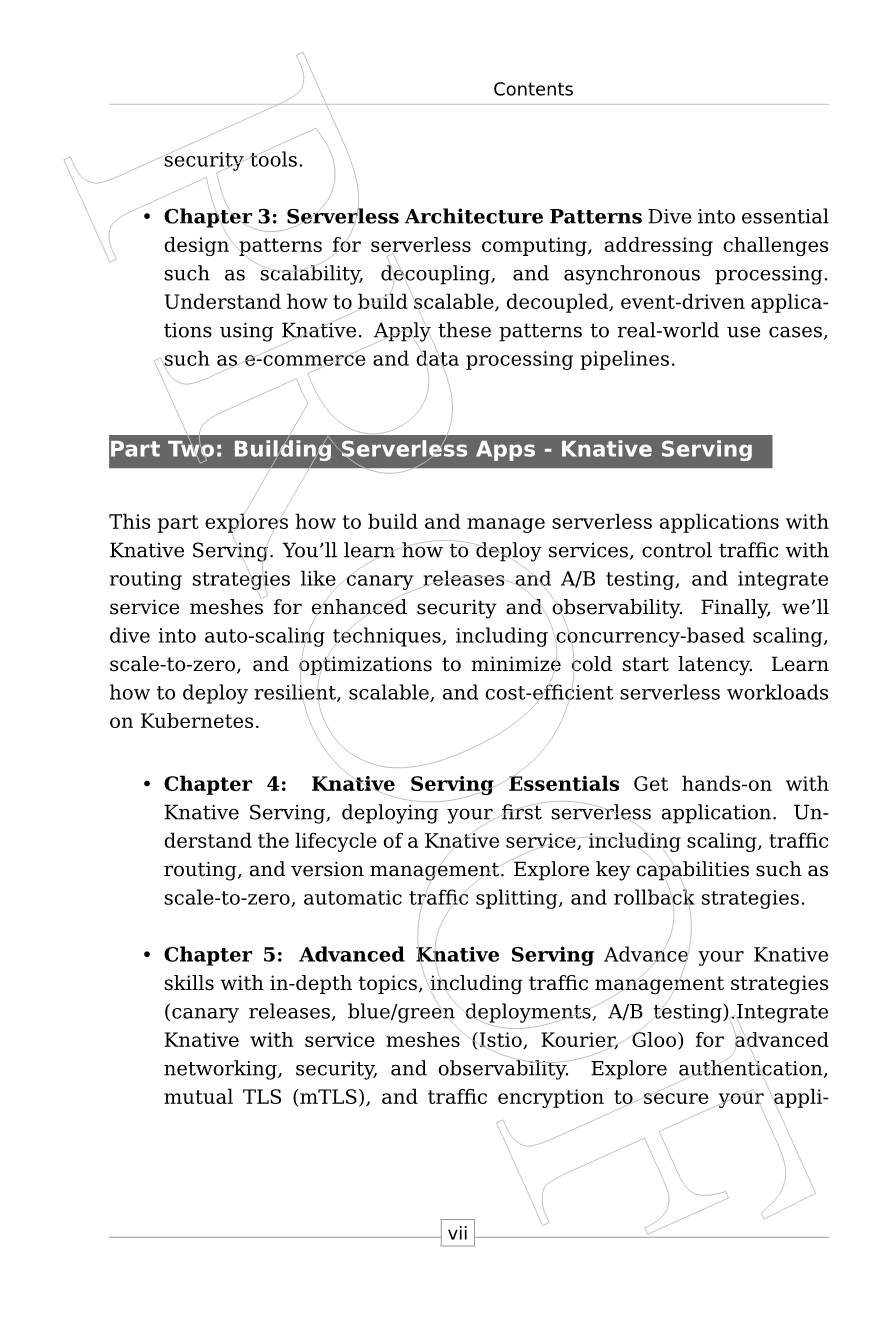 Contents
security tools.
• Chapter 3: Serverless Architecture Patterns Dive into essential
design patterns for serverless computing, addressing challenges
such as scalability, decoupling, and asynchronous processing.
Understand how to build scalable, decoupled, event-driven applica-
tions using Knative. Apply these patterns to real-world use cases,
such as e-commerce and data processing pipelines.
Part Two: Building Serverless Apps - Knative Serving
This part explores how to build and manage serverless applications with
Knative Serving. You’ll learn how to deploy services, control traffic with
routing strategies like canary releases and A/B testing, and integrate
service meshes for enhanced security and observability. Finally, we’ll
dive into auto-scaling techniques, including concurrency-based scaling,
scale-to-zero, and optimizations to minimize cold start latency. Learn
how to deploy resilient, scalable, and cost-efficient serverless workloads
on Kubernetes.
• Chapter 4: Knative Serving Essentials Get hands-on with
Knative Serving, deploying your first serverless application. Un-
derstand the lifecycle of a Knative service, including scaling, traffic
routing, and version management. Explore key capabilities such as
scale-to-zero, automatic traffic splitting, and rollback strategies.
• Chapter 5: Advanced Knative Serving Advance your Knative
skills with in-depth topics, including traffic management strategies
(canary releases, blue/green deployments, A/B testing).Integrate
Knative with service meshes (Istio, Kourier, Gloo) for advanced
networking, security, and observability. Explore authentication,
mutual TLS (mTLS), and traffic encryption to secure your appli-
vii
PROOF